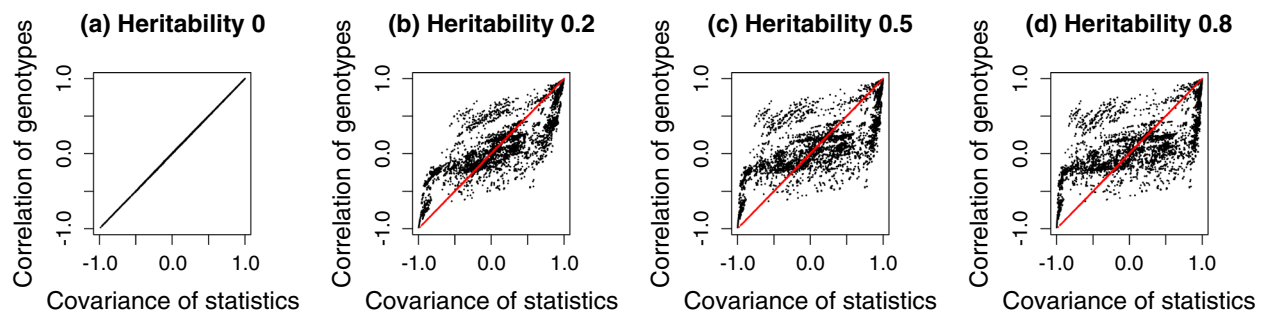 (a) Heritability 0
Correlation of genotypes
1.0
0.0
-1.0
-1.0 0.0 1.0
Covariance of statistics
(b) Heritability 0.2
Correlation of genotypes
1.0
0.0
-1.0
-1.0 0.0 1.0
Covariance of statistics
(c) Heritability 0.5
Correlation of genotypes
1.0
0.0
-1.0
-1.0 0.0 1.0
Covariance of statistics
(d) Heritability 0.8
Correlation of genotypes
1.0
0.0
-1.0
-1.0 0.0 1.0
Covariance of statistics